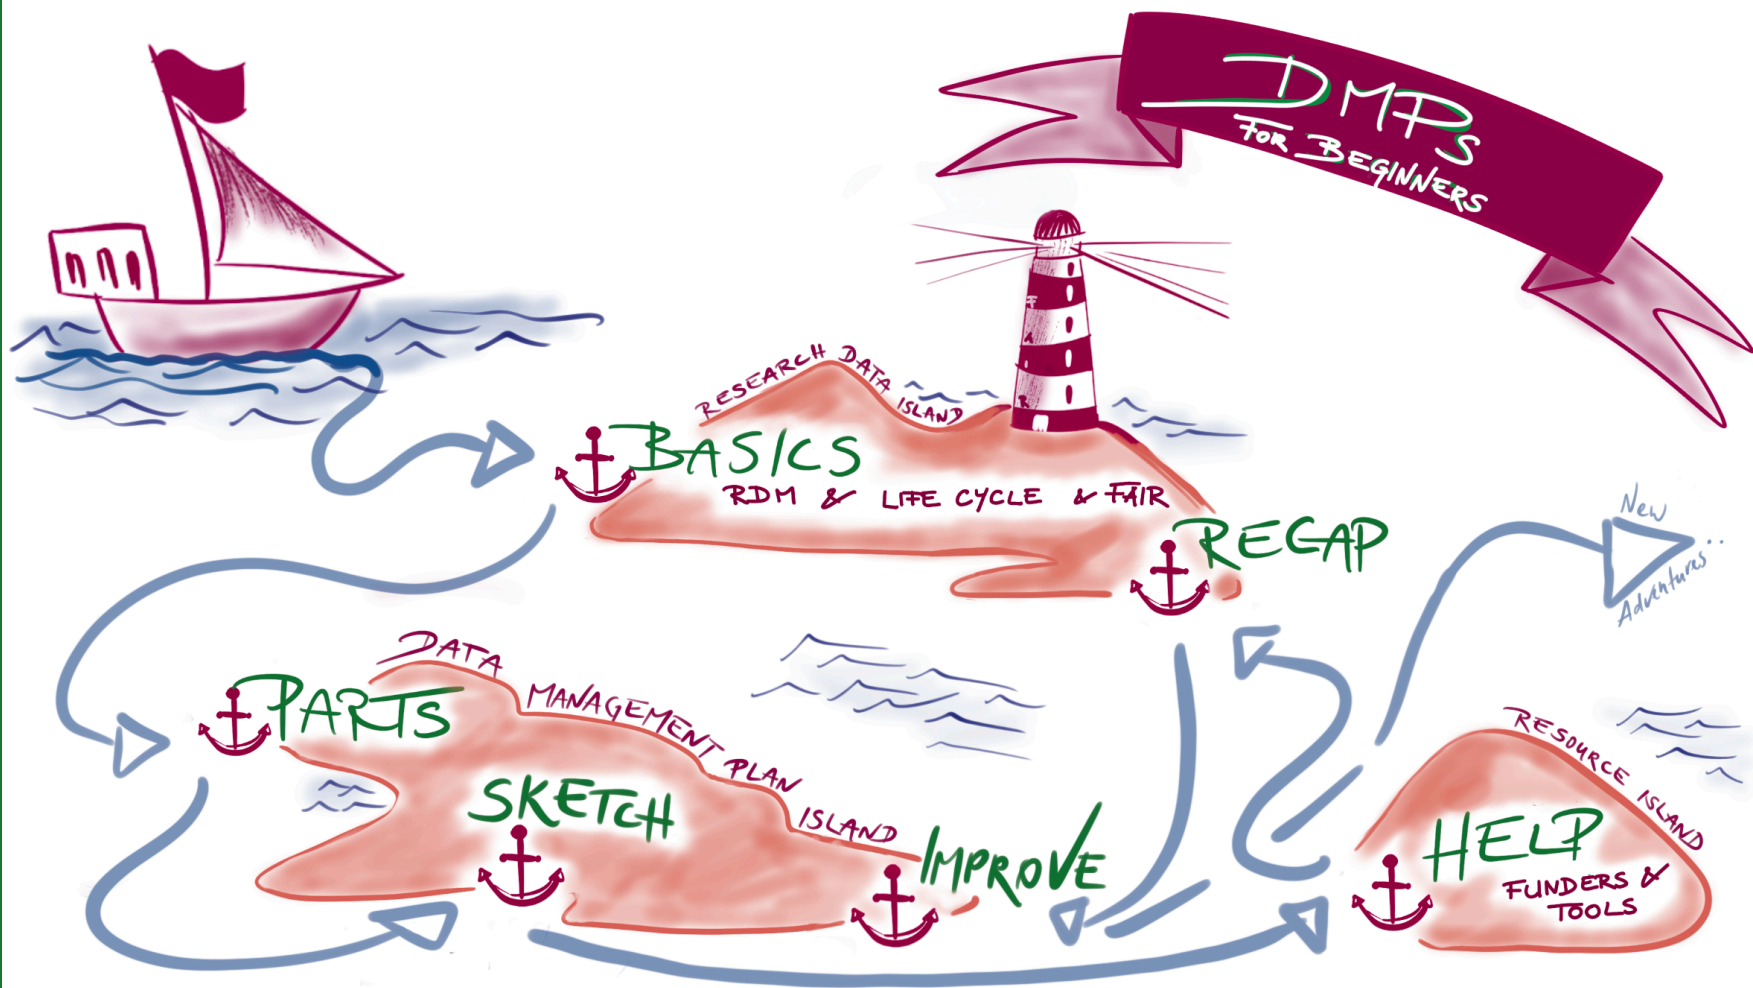 DMPs
FOR BEGINNERS
F
A
I
R
RESEARCH DATA ISLAND
BASICS
RDM & LIFE CYCLE & FAIR
RECAP
New
Adventures..
DATA MANAGEMENT PLAN ISLAND
PARTS
SKETCH
IMPROVE
RESOURCE ISLAND
HELP
FUNDERS &
TOOLS